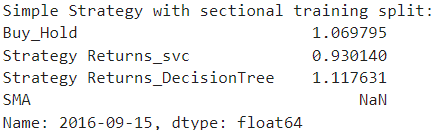 Simple Strategy with sectional training split:
Buy_Hold 1.069795
Strategy Returns_svc 0.930140
Strategy Returns_DecisionTree 1.117631
SMA NaN
Name: 2016-09-15, dtype: float64